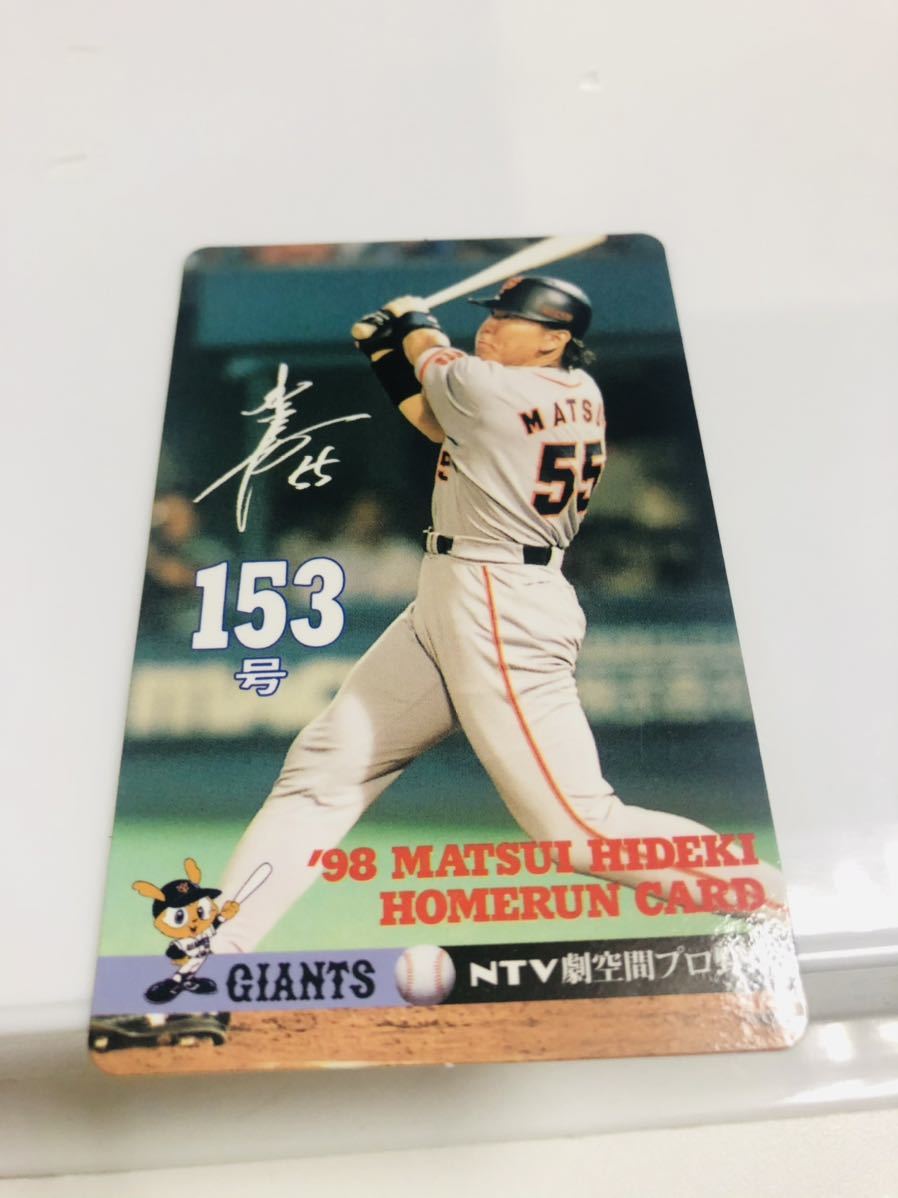 MATSU
55
55
153
号
'98 MATSUI HIDEKI
HOMERUN CARD
GIANTS
NTV劇空間プロ野